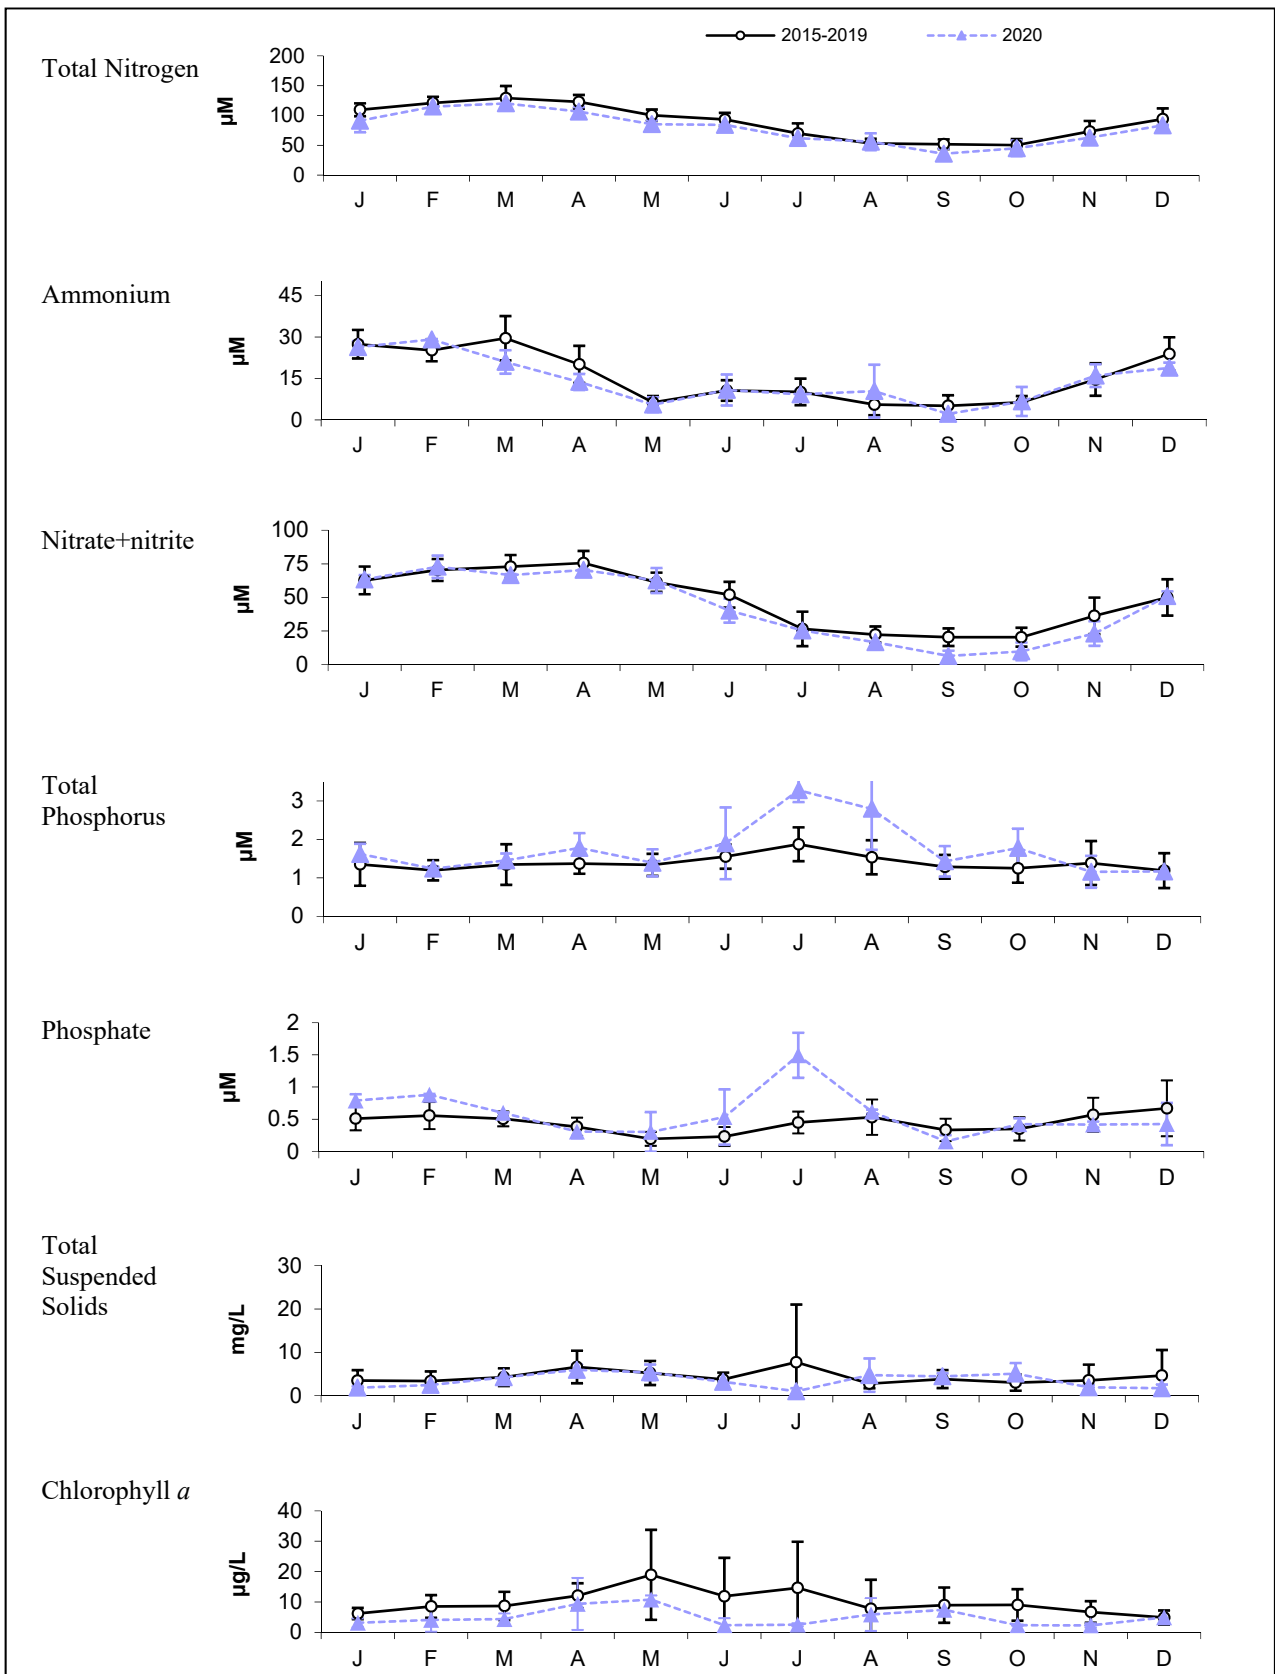 2015-2019 2020
Total Nitrogen
µM
200
150
100
50
0
J F M A M J J A S O N D
Ammonium
µM
45
30
15
0
J F M A M J J A S O N D
Nitrate+nitrite
µM
100
75
50
25
0
J F M A M J J A S O N D
Total
Phosphorus
µM
3
2
1
0
J F M A M J J A S O N D
Phosphate
µM
2
1.5
1
0.5
0
J F M A M J J A S O N D
Total
Suspended
Solids
mg/L
30
20
10
0
J F M A M J J A S O N D
Chlorophyll a
µg/L
40
30
20
10
0
J F M A M J J A S O N D